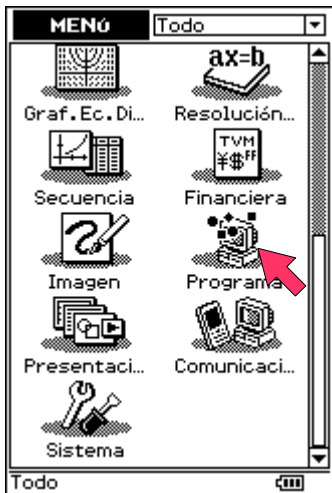 MENú Todo
ax=b
Graf.Ec.Di… Resolución…
TVM
¥$FF
Secuencia Financiera
Imagen Programa
Presentaci… Comunicaci…
Sistema
Todo